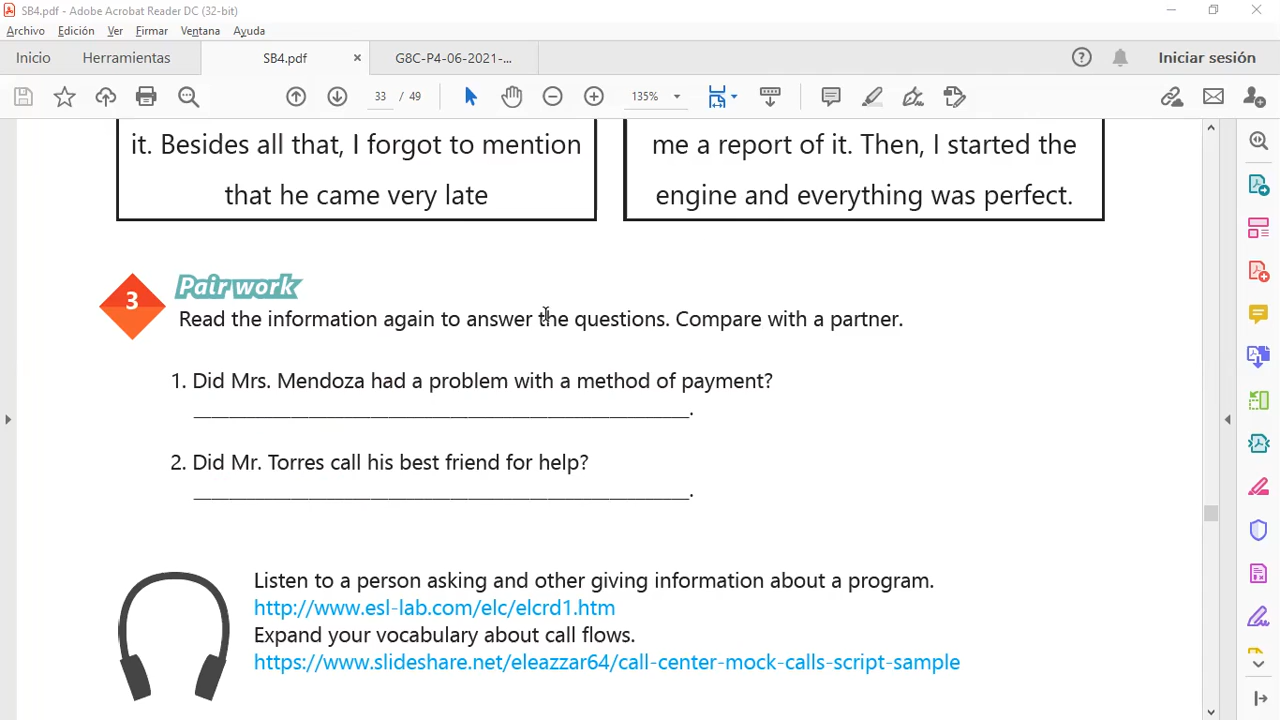 SB4.pdf - Adobe Acrobat Reader DC (32-bit)
Archivo Edición Ver Firmar Ventana Ayuda
Inicio Herramientas SB4.pdf × G8C-P4-06-2021-... Iniciar sesión
33 / 49 135%
it. Besides all that, I forgot to mention
that he came very late
me a report of it. Then, I started the
engine and everything was perfect.
3 Pair work
Read the information again to answer the questions. Compare with a partner.
1. Did Mrs. Mendoza had a problem with a method of payment?
_______________________________________________.
2. Did Mr. Torres call his best friend for help?
_______________________________________________.
Listen to a person asking and other giving information about a program.
http://www.esl-lab.com/elc/elcrd1.htm
Expand your vocabulary about call flows.
https://www.slideshare.net/eleazzar64/call-center-mock-calls-script-sample